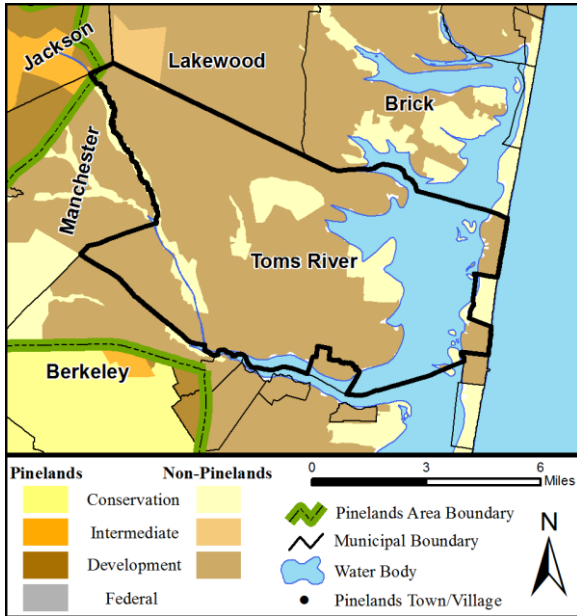 Jackson
Lakewood
Brick
Manchester
Toms River
Berkeley
Pinelands Non-Pinelands
Conservation
Intermediate
Development
Federal
0 3 6
Miles
Pinelands Area Boundary
Municipal Boundary
Water Body
Pinelands Town/Village
N